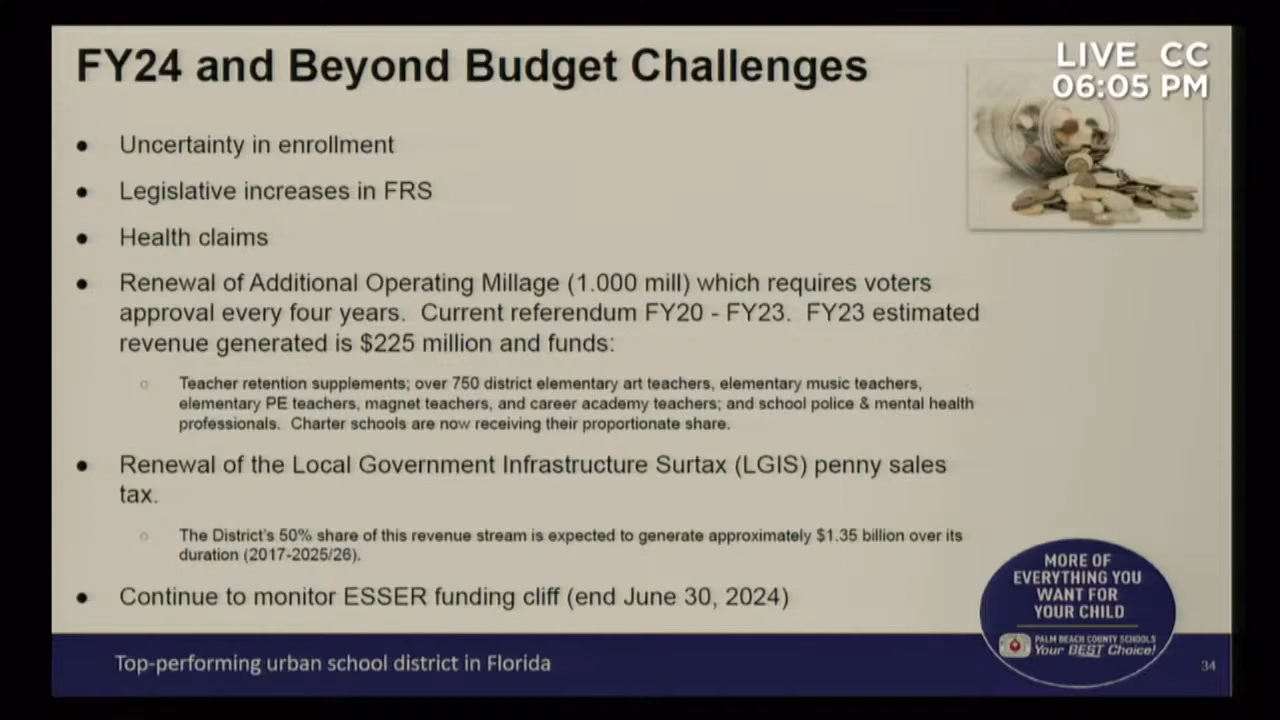 FY24 and Beyond Budget Challenges
LIVE CC
06:05 PM
● Uncertainty in enrollment
● Legislative increases in FRS
● Health claims
● Renewal of Additional Operating Millage (1.000 mill) which requires voters
approval every four years. Current referendum FY20 - FY23. FY23 estimated
revenue generated is $225 million and funds:
○ Teacher retention supplements; over 750 district elementary art teachers, elementary music teachers,
elementary PE teachers, magnet teachers, and career academy teachers; and school police & mental health
professionals. Charter schools are now receiving their proportionate share.
● Renewal of the Local Government Infrastructure Surtax (LGIS) penny sales
tax.
○ The District's 50% share of this revenue stream is expected to generate approximately $1.35 billion over its
duration (2017-2025/26).
● Continue to monitor ESSER funding cliff (end June 30, 2024)
MORE OF
EVERYTHING YOU
WANT FOR
YOUR CHILD
PALM BEACH COUNTY SCHOOLS
Your BEST Choice!
Top-performing urban school district in Florida
34